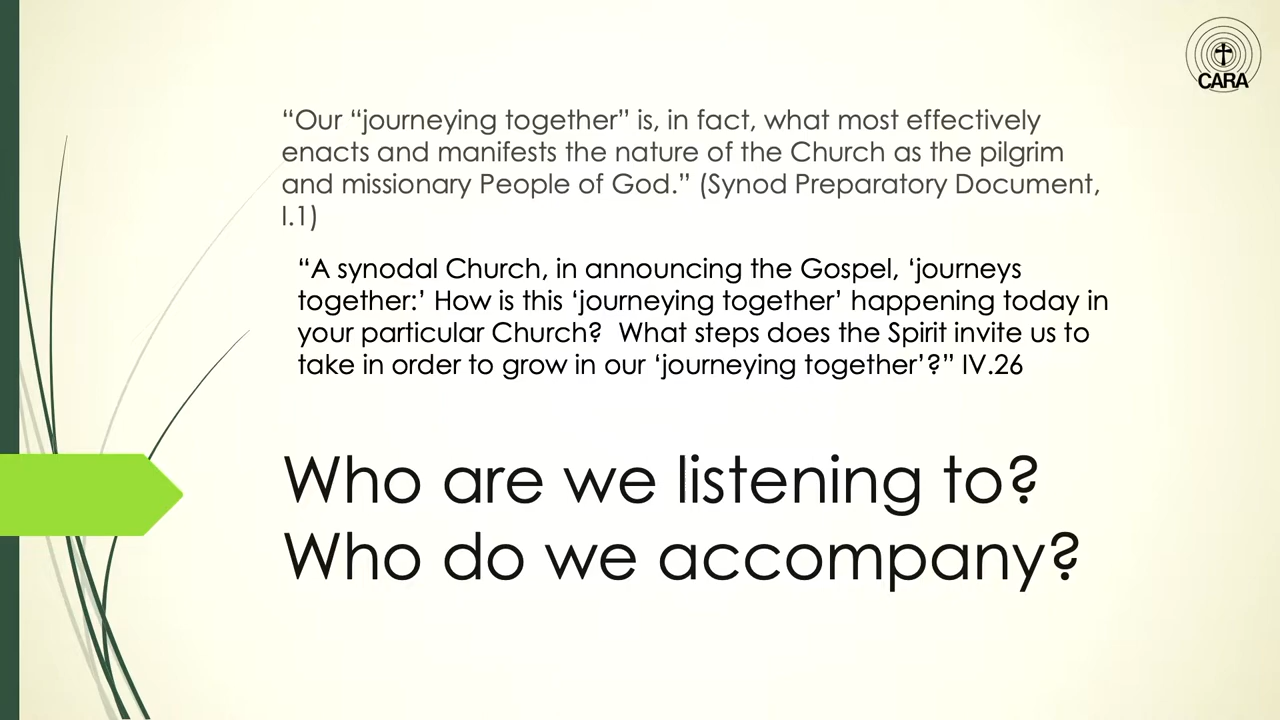 CARA
“Our “journeying together” is, in fact, what most effectively
enacts and manifests the nature of the Church as the pilgrim
and missionary People of God.” (Synod Preparatory Document,
I.1)
“A synodal Church, in announcing the Gospel, ‘journeys
together:’ How is this ‘journeying together’ happening today in
your particular Church?  What steps does the Spirit invite us to
take in order to grow in our ‘journeying together’?” IV.26
Who are we listening to?
Who do we accompany?